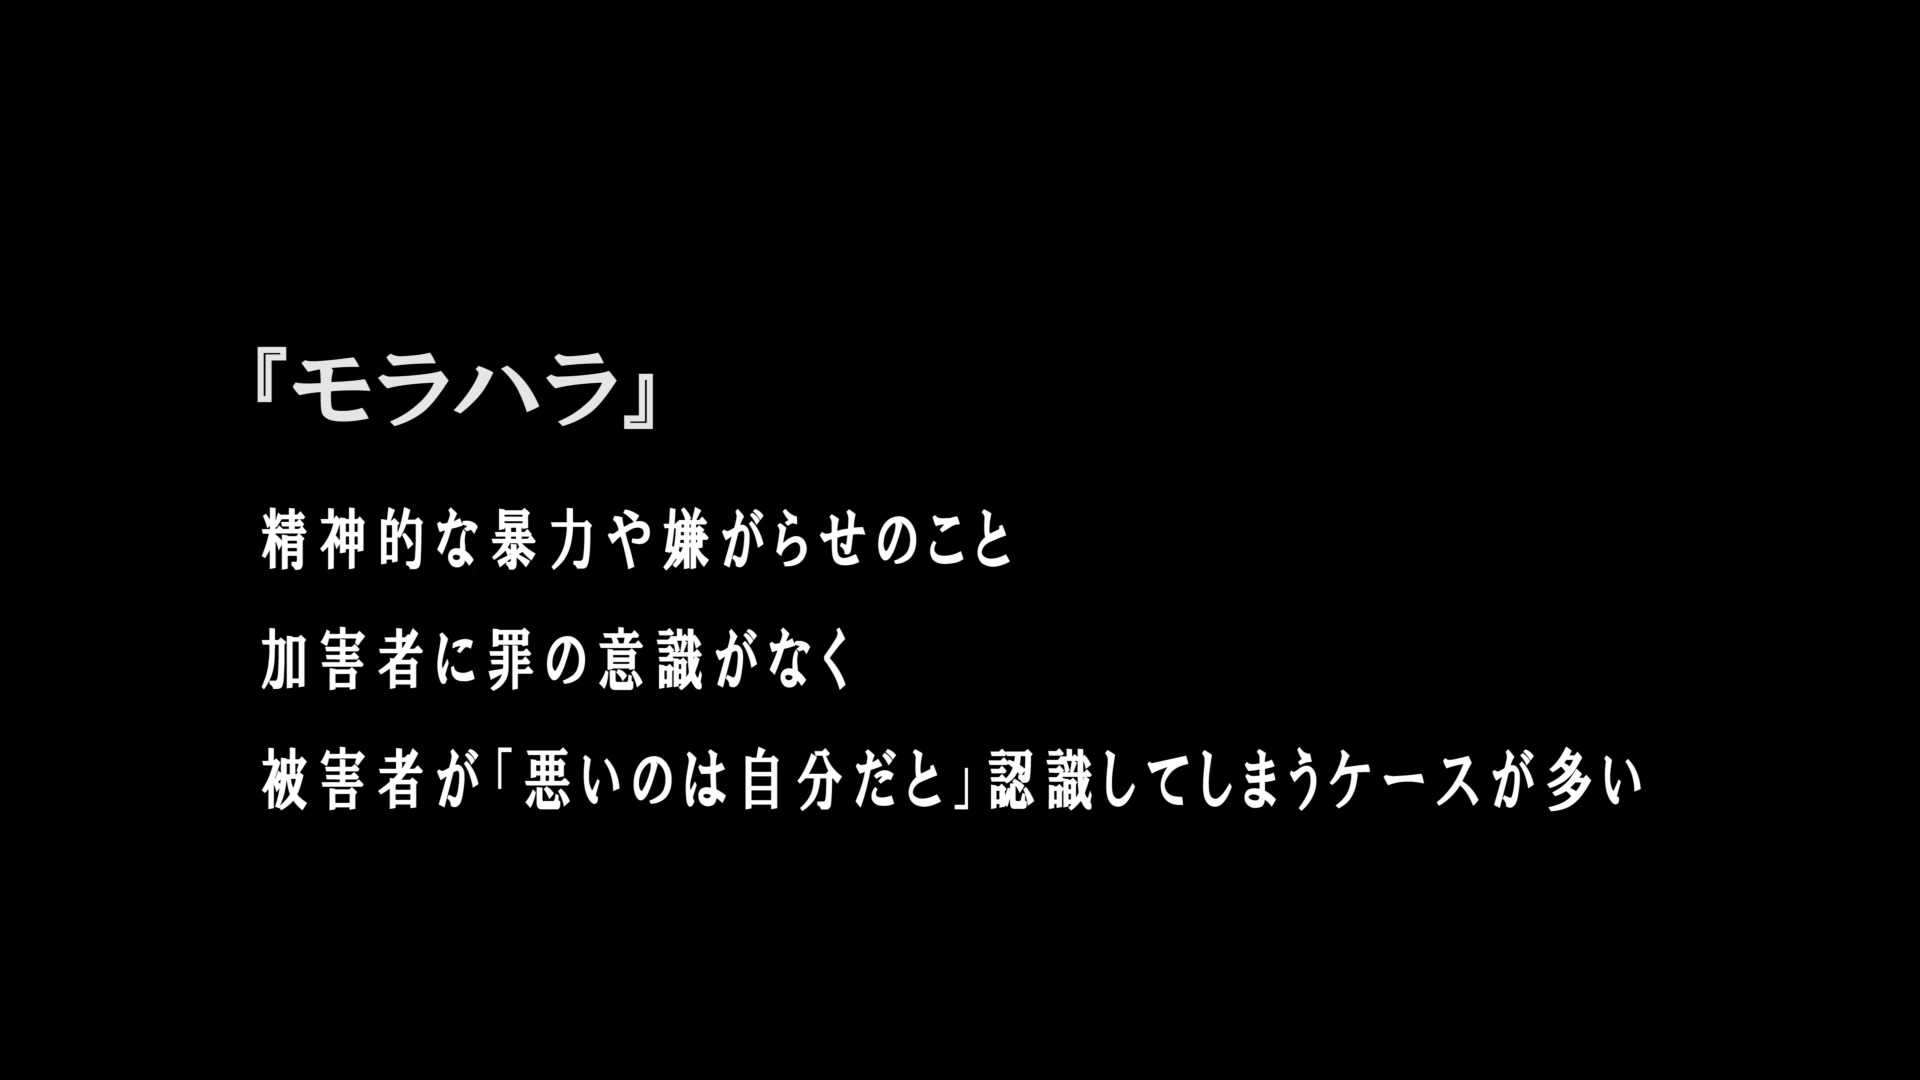 『モラハラ』
精神的な暴力や嫌がらせのこと
加害者に罪の意識がなく
被害者が「悪いのは自分だと」認識してしまうケースが多い